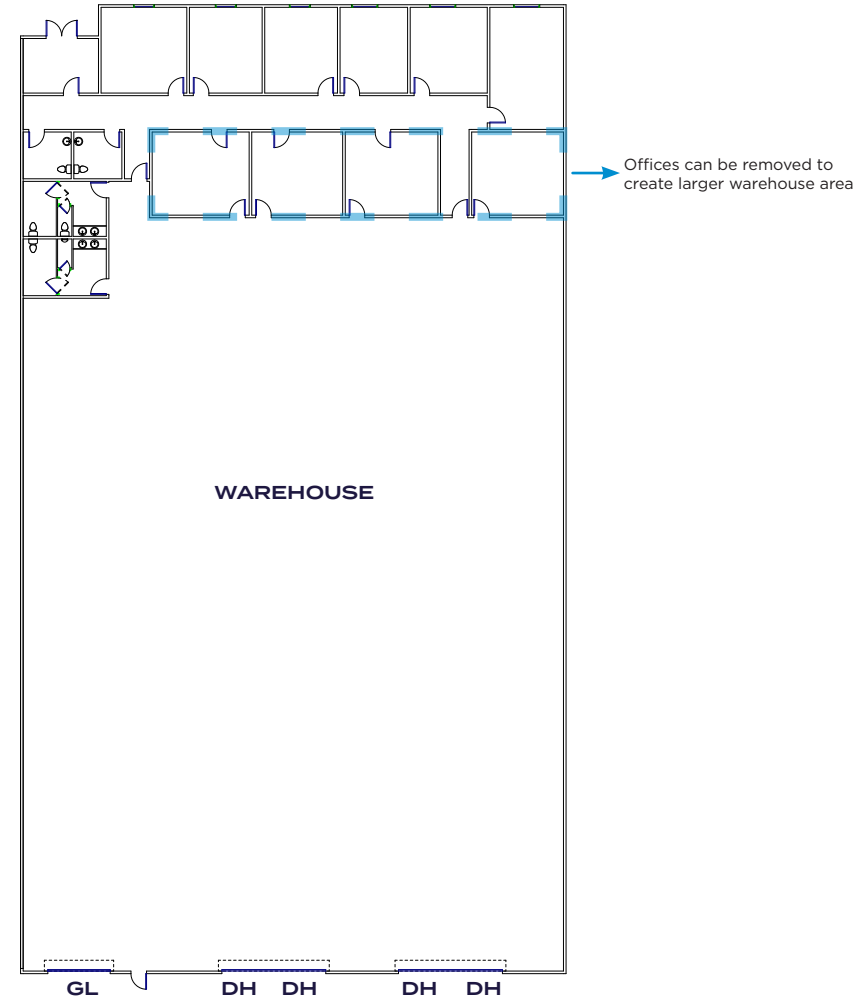 Offices can be removed to
create larger warehouse area
WAREHOUSE
GL DH DH DH DH